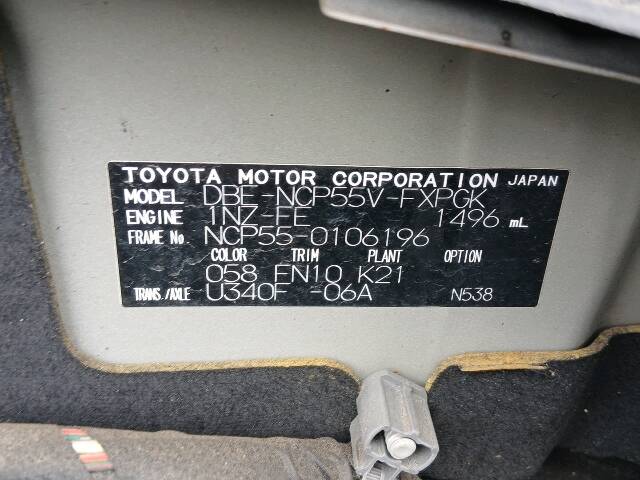 TOYOTA MOTOR CORPORATION JAPAN
MODEL DBE-NCP55V-FXPGK
ENGINE 1NZ-FE 1496 mL
FRAME No NCP55-0106196
COLOR TRIM PLANT OPTION
058 FN10 K21
TRANS./AXLE U340F -06A N538